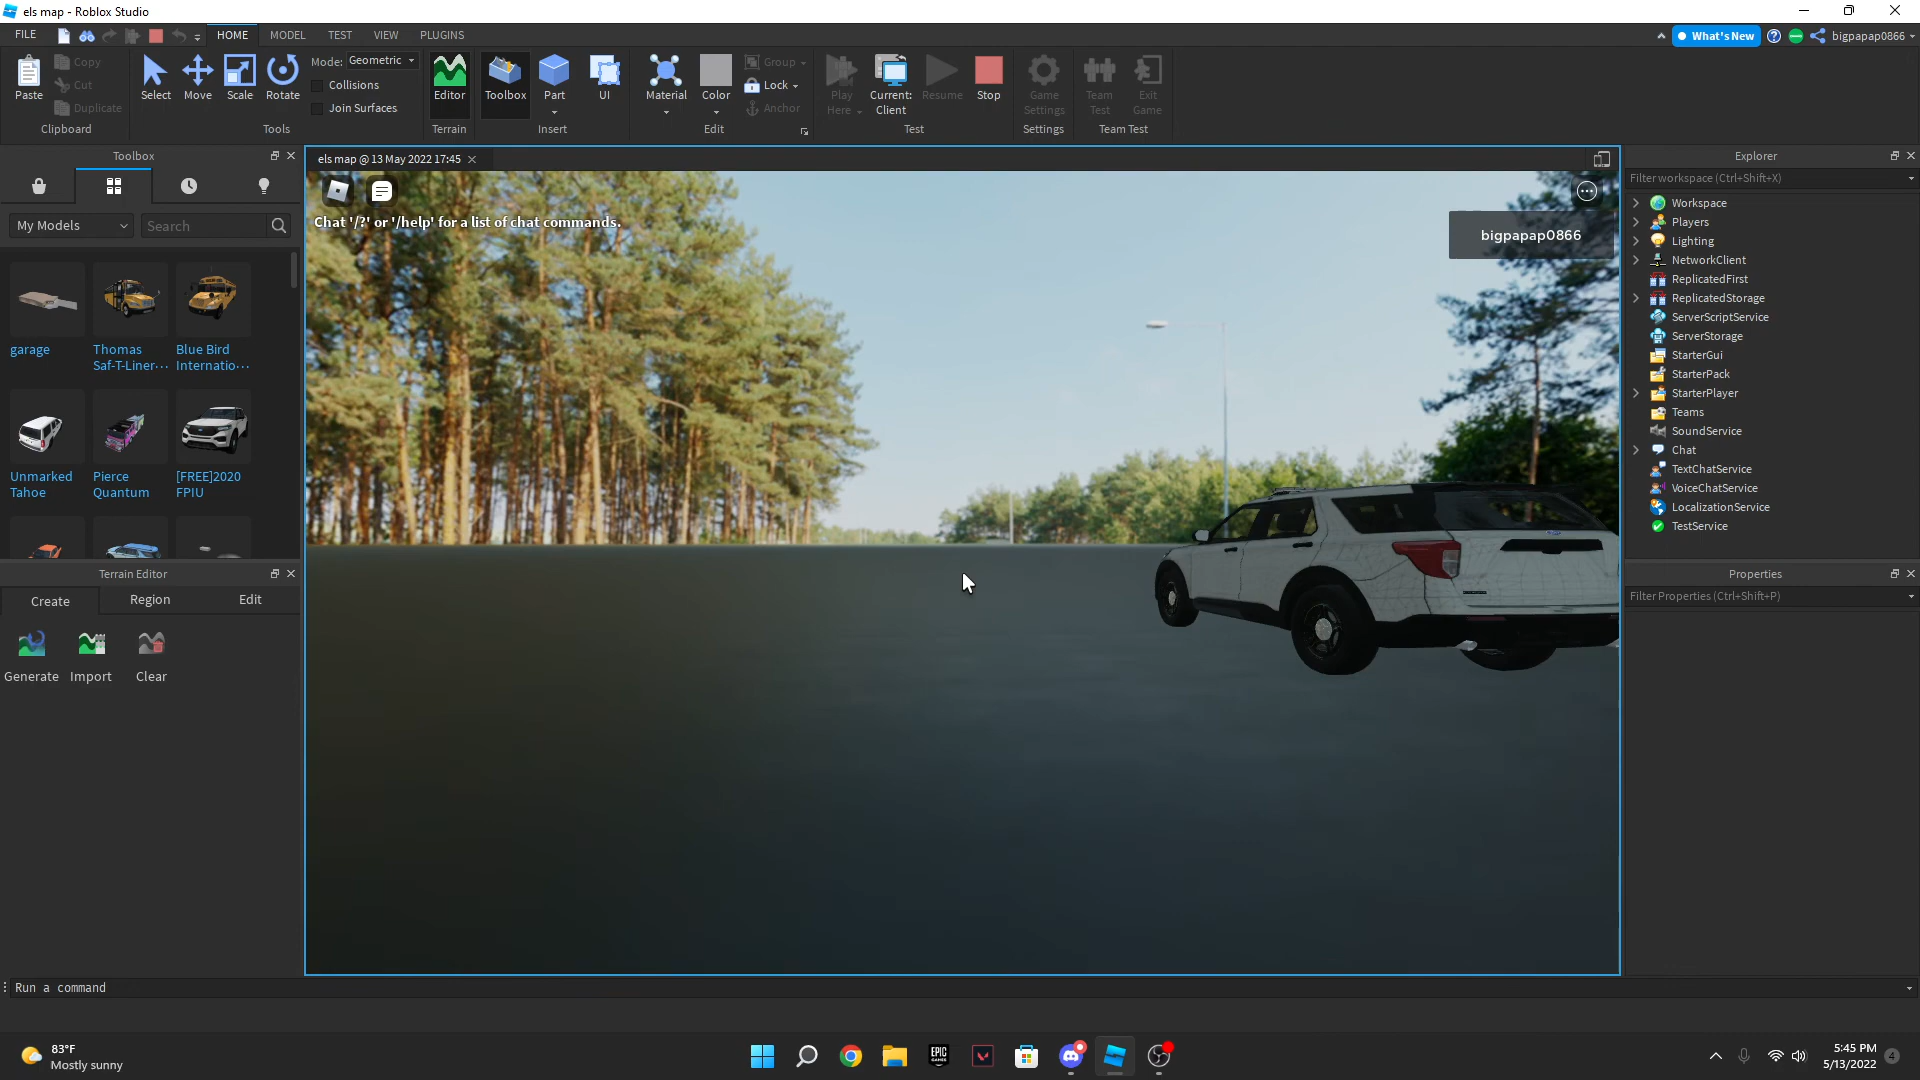 els map - Roblox Studio
FILE
HOME
MODEL
TEST
VIEW
PLUGINS
What's New
bigpapap0866
Paste
Copy
Cut
Duplicate
Clipboard
Select
Move
Scale
Rotate
Mode: Geometric
Collisions
Join Surfaces
Tools
Editor
Terrain
Toolbox
Part
UI
Insert
Material
Color
Group
Lock
Anchor
Edit
Play
Here
Current:
Client
Resume
Stop
Test
Game
Settings
Settings
Team
Test
Exit
Game
Team Test
Toolbox
My Models
Search
garage
Thomas
Saf-T-Liner···
Blue Bird
Internatio···
Unmarked
Tahoe
Pierce
Quantum
[FREE]2020
FPIU
Terrain Editor
Create
Region
Edit
Generate
Import
Clear
els map @ 13 May 2022 17:45
Chat '/?' or '/help' for a list of chat commands.
bigpapap0866
Explorer
Filter workspace (Ctrl+Shift+X)
Workspace
Players
Lighting
NetworkClient
ReplicatedFirst
ReplicatedStorage
ServerScriptService
ServerStorage
StarterGui
StarterPack
StarterPlayer
Teams
SoundService
Chat
TextChatService
VoiceChatService
LocalizationService
TestService
Properties
Filter Properties (Ctrl+Shift+P)
Run a command
83°F
Mostly sunny
EPIC
GAMES
5:45 PM
5/13/2022
4